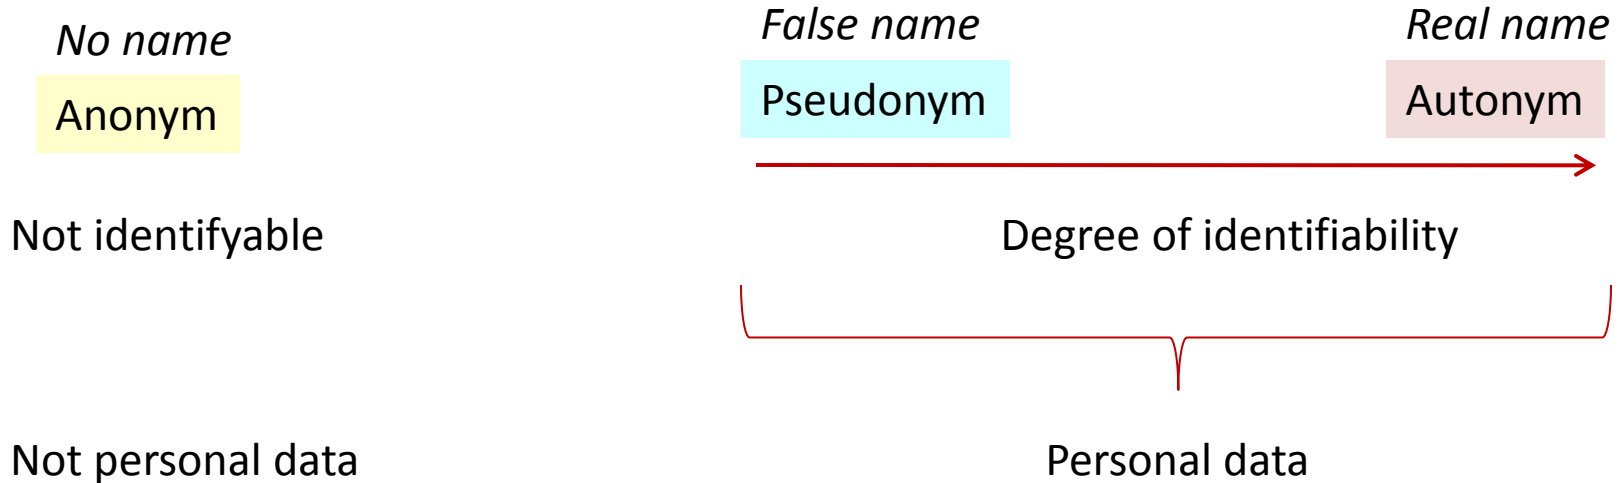 No name
False name
Real name
Anonym
Pseudonym
Autonym
Not identifyable
Degree of identifiability
Not personal data
Personal data